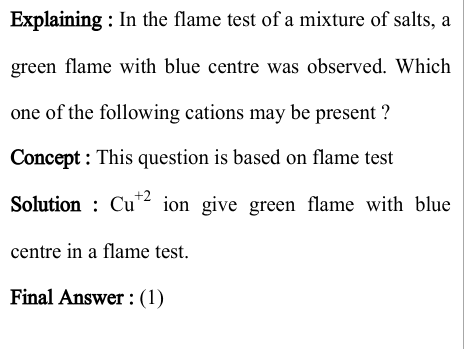 Explaining : In the flame test of a mixture of salts, a
green flame with blue centre was observed. Which
one of the following cations may be present ?
Concept : This question is based on flame test
Solution : Cu⁺² ion give green flame with blue
centre in a flame test.
Final Answer : (1)